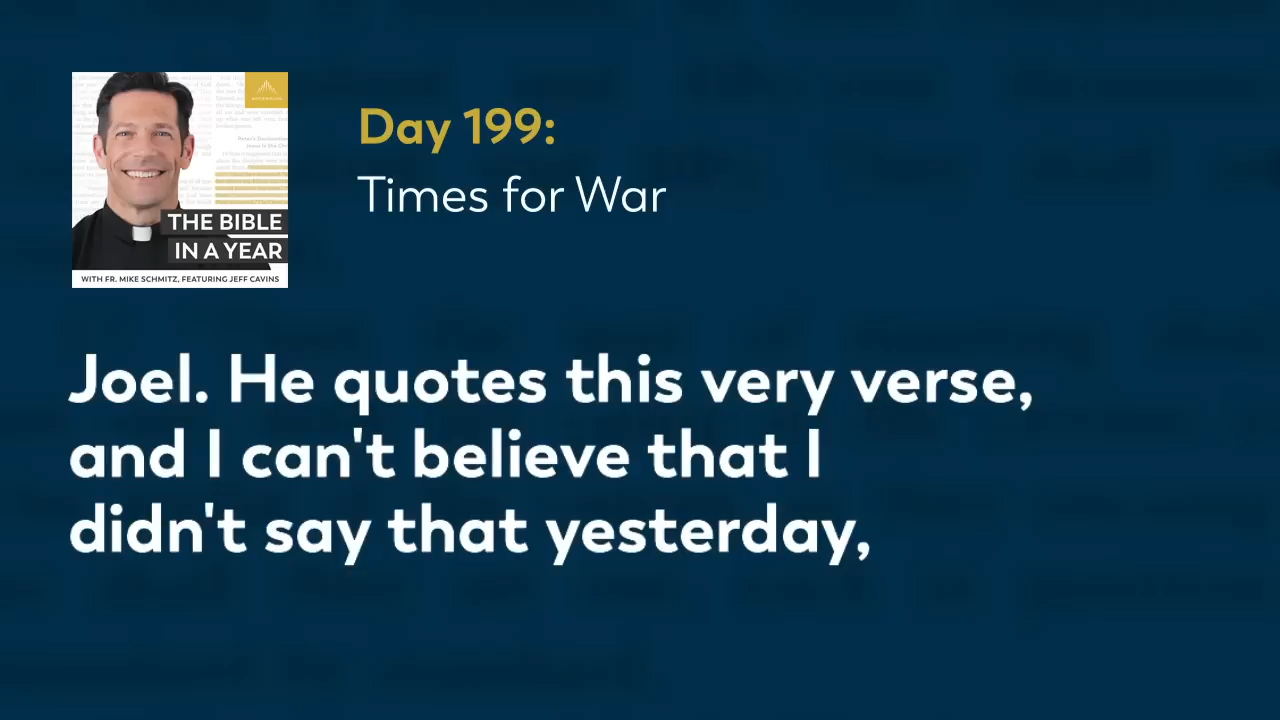 Day 199:
Times for War
THE BIBLE
IN A YEAR
WITH FR. MIKE SCHMITZ, FEATURING JEFF CAVINS
Joel. He quotes this very verse,
and I can't believe that I
didn't say that yesterday,